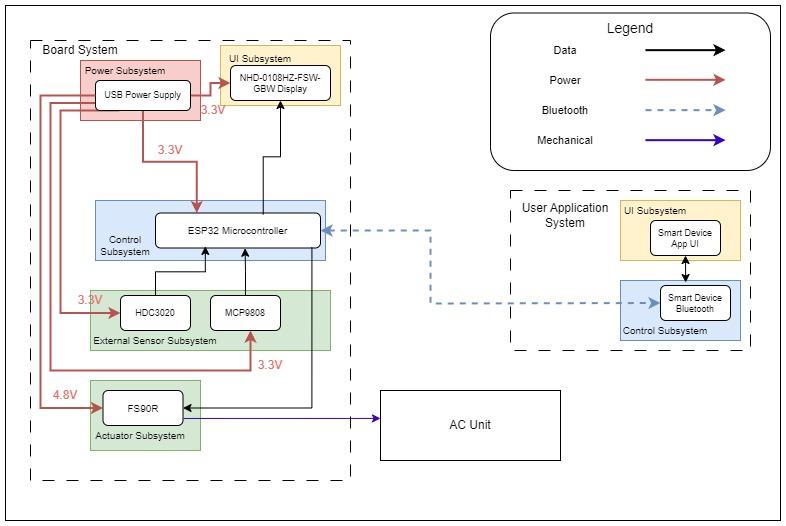 Legend
Data
Power
Bluetooth
Mechanical
Board System
Power Subsystem
USB Power Supply
UI Subsystem
NHD-0108HZ-FSW-
GBW Display
3.3V
3.3V
Control
Subsystem
ESP32 Microcontroller
3.3V
HDC3020
MCP9808
External Sensor Subsystem
3.3V
4.8V
FS90R
Actuator Subsystem
AC Unit
User Application
System
UI Subsystem
Smart Device
App UI
Smart Device
Bluetooth
Control Subsystem